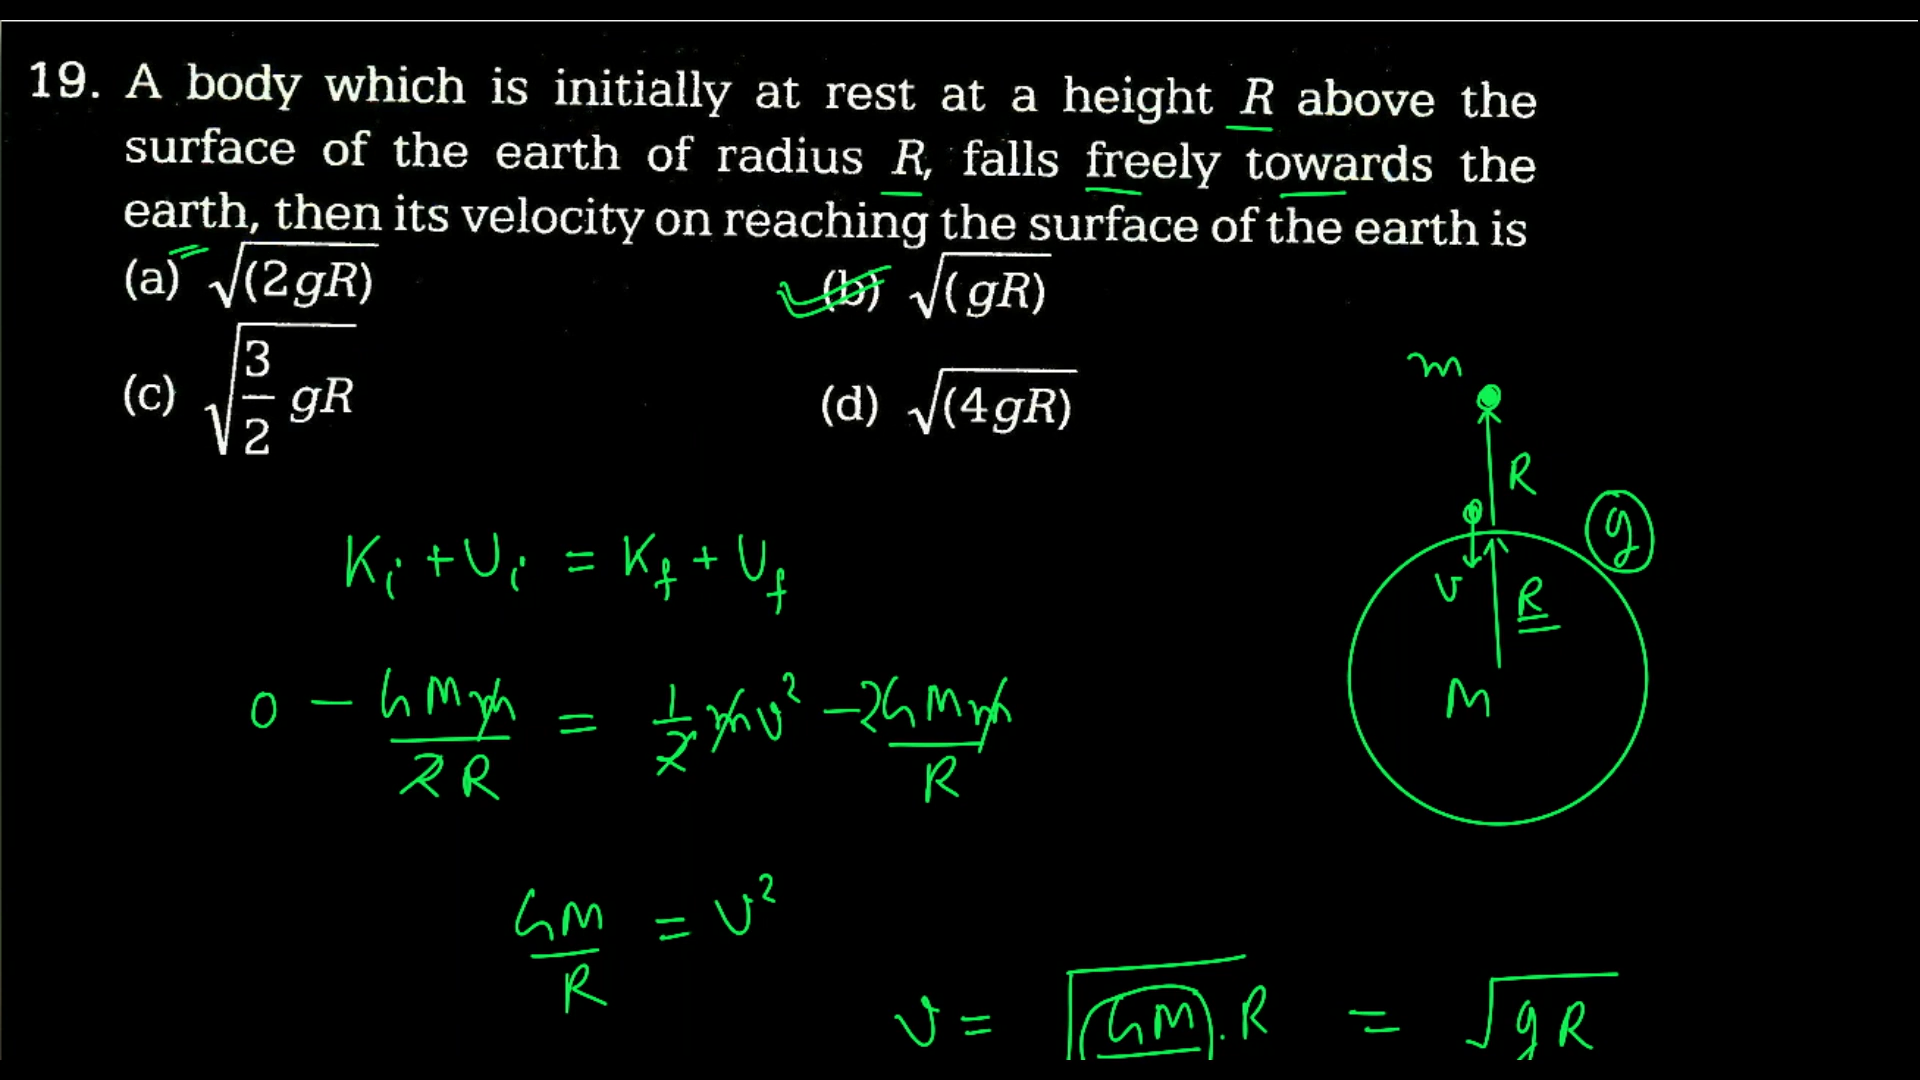 19. A body which is initially at rest at a height R above the
surface of the earth of radius R, falls freely towards the
earth, then its velocity on reaching the surface of the earth is
(a) √(2gR) (b) √(gR)
(c) √3/2 gR (d) √(4gR)
m
R
g
v R
M
Ki + Ui = Kf + Uf
0 - GMm/2R = 1/2 mv² - 2GMm/R
GM/R = v²
v = √GM . R = √gR